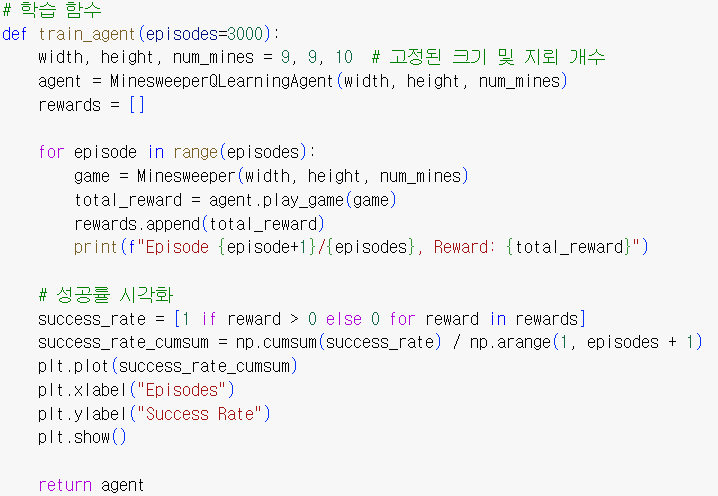 # 학습 함수
def train_agent(episodes=3000):
    width, height, num_mines = 9, 9, 10  # 고정된 크기 및 지뢰 개수
    agent = MinesweeperQLearningAgent(width, height, num_mines)
    rewards = []

    for episode in range(episodes):
        game = Minesweeper(width, height, num_mines)
        total_reward = agent.play_game(game)
        rewards.append(total_reward)
        print(f"Episode {episode+1}/{episodes}, Reward: {total_reward}")

    # 성공률 시각화
    success_rate = [1 if reward > 0 else 0 for reward in rewards]
    success_rate_cumsum = np.cumsum(success_rate) / np.arange(1, episodes + 1)
    plt.plot(success_rate_cumsum)
    plt.xlabel("Episodes")
    plt.ylabel("Success Rate")
    plt.show()

    return agent